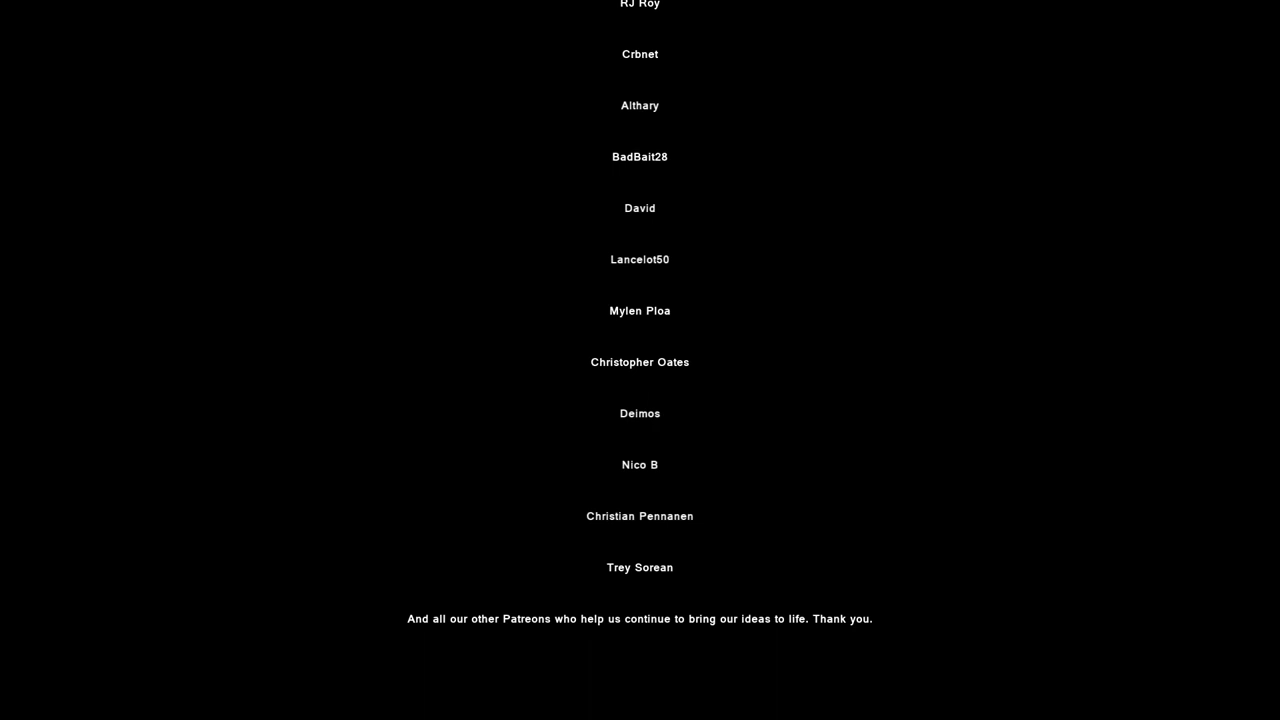 RJ Roy
Crbnet
Althary
BadBait28
David
Lancelot50
Mylen Ploa
Christopher Oates
Deimos
Nico B
Christian Pennanen
Trey Sorean
And all our other Patreons who help us continue to bring our ideas to life. Thank you.